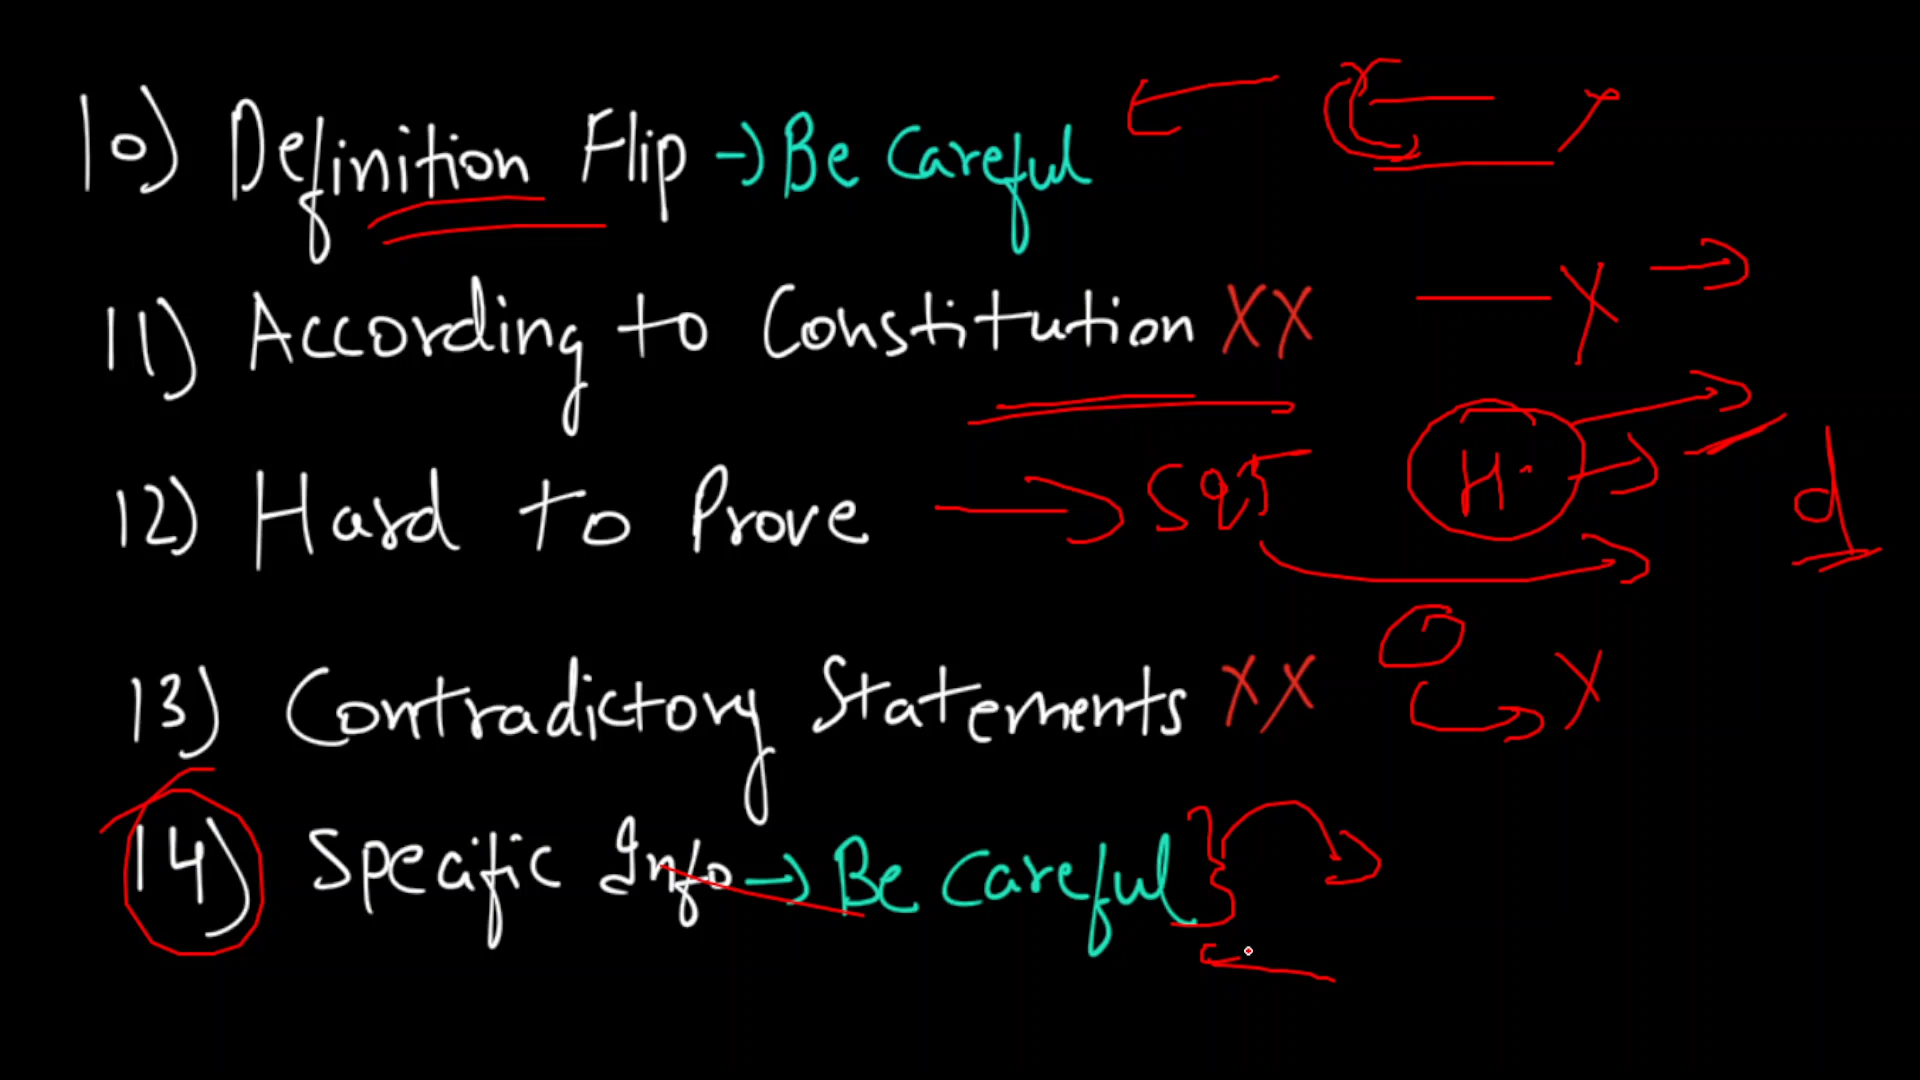 10) Definition Flip → Be Careful
11) According to Constitution XX
12) Hard to Prove → S95 H. d
13) Contradictory Statements XX X
14) Specific Info → Be Careful